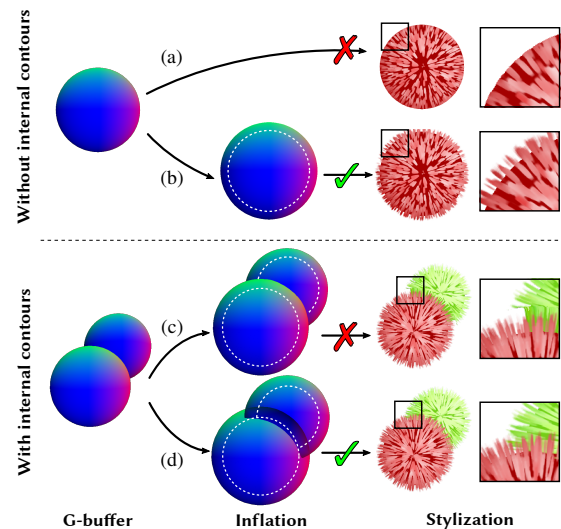 Without internal contours
(a)
(b)
With internal contours
(c)
(d)
G-buffer
Inflation
Stylization